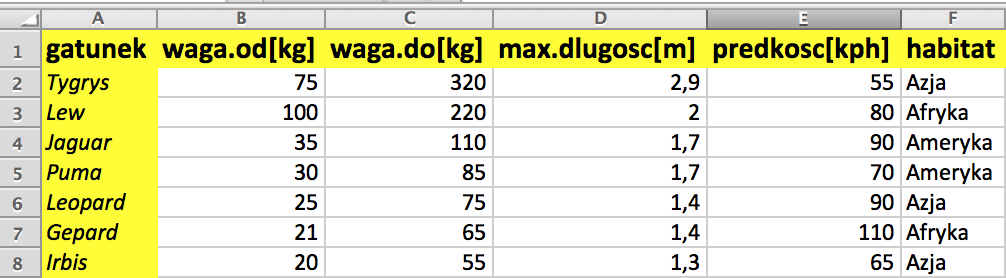 A B C D E F
1 gatunek waga.od[kg] waga.do[kg] max.dlugosc[m] predkosc[kph] habitat
2 Tygrys 75 320 2,9 55 Azja
3 Lew 100 220 2 80 Afryka
4 Jaguar 35 110 1,7 90 Ameryka
5 Puma 30 85 1,7 70 Ameryka
6 Leopard 25 75 1,4 90 Azja
7 Gepard 21 65 1,4 110 Afryka
8 Irbis 20 55 1,3 65 Azja